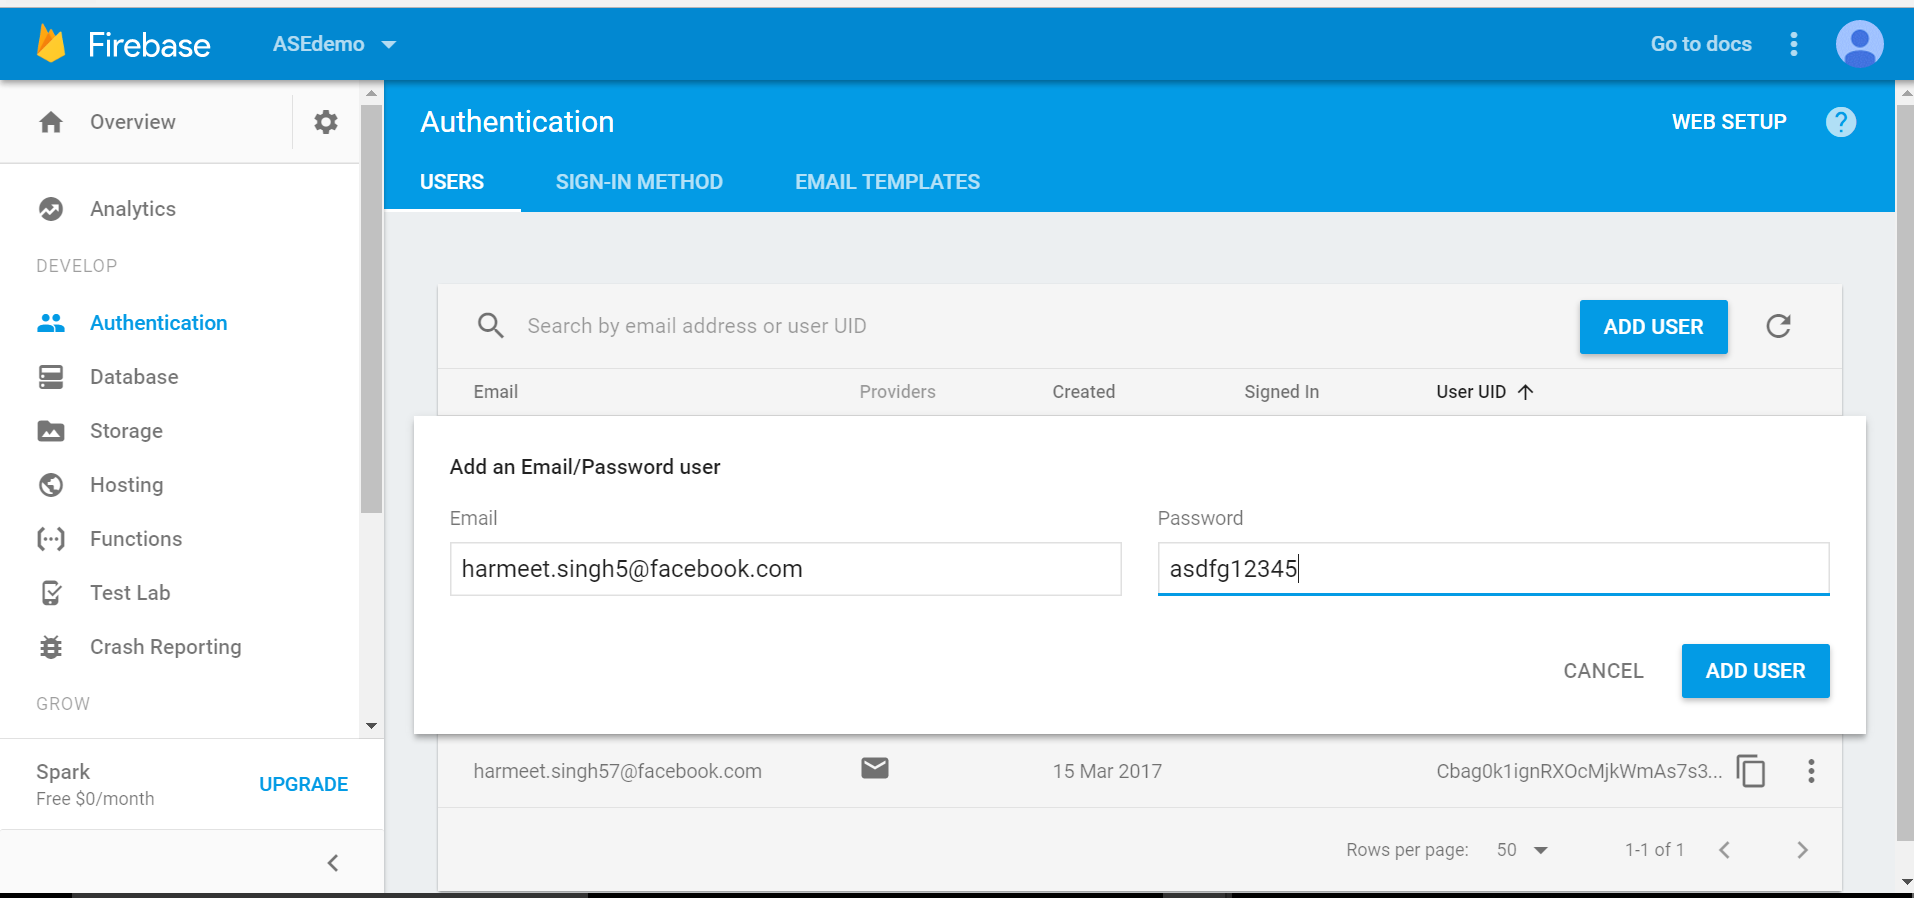 Firebase
ASEdemo
Go to docs
Overview
Analytics
DEVELOP
Authentication
Database
Storage
Hosting
Functions
Test Lab
Crash Reporting
GROW
Spark
Free $0/month
UPGRADE
Authentication
WEB SETUP
?
USERS SIGN-IN METHOD EMAIL TEMPLATES
Search by email address or user UID
ADD USER
Email Providers Created Signed In User UID
Add an Email/Password user
Email Password
harmeet.singh5@facebook.com asdfg12345
CANCEL ADD USER
harmeet.singh57@facebook.com 15 Mar 2017 Cbag0k1ignRXOcMjkWmAs7s3...
Rows per page: 50 1-1 of 1